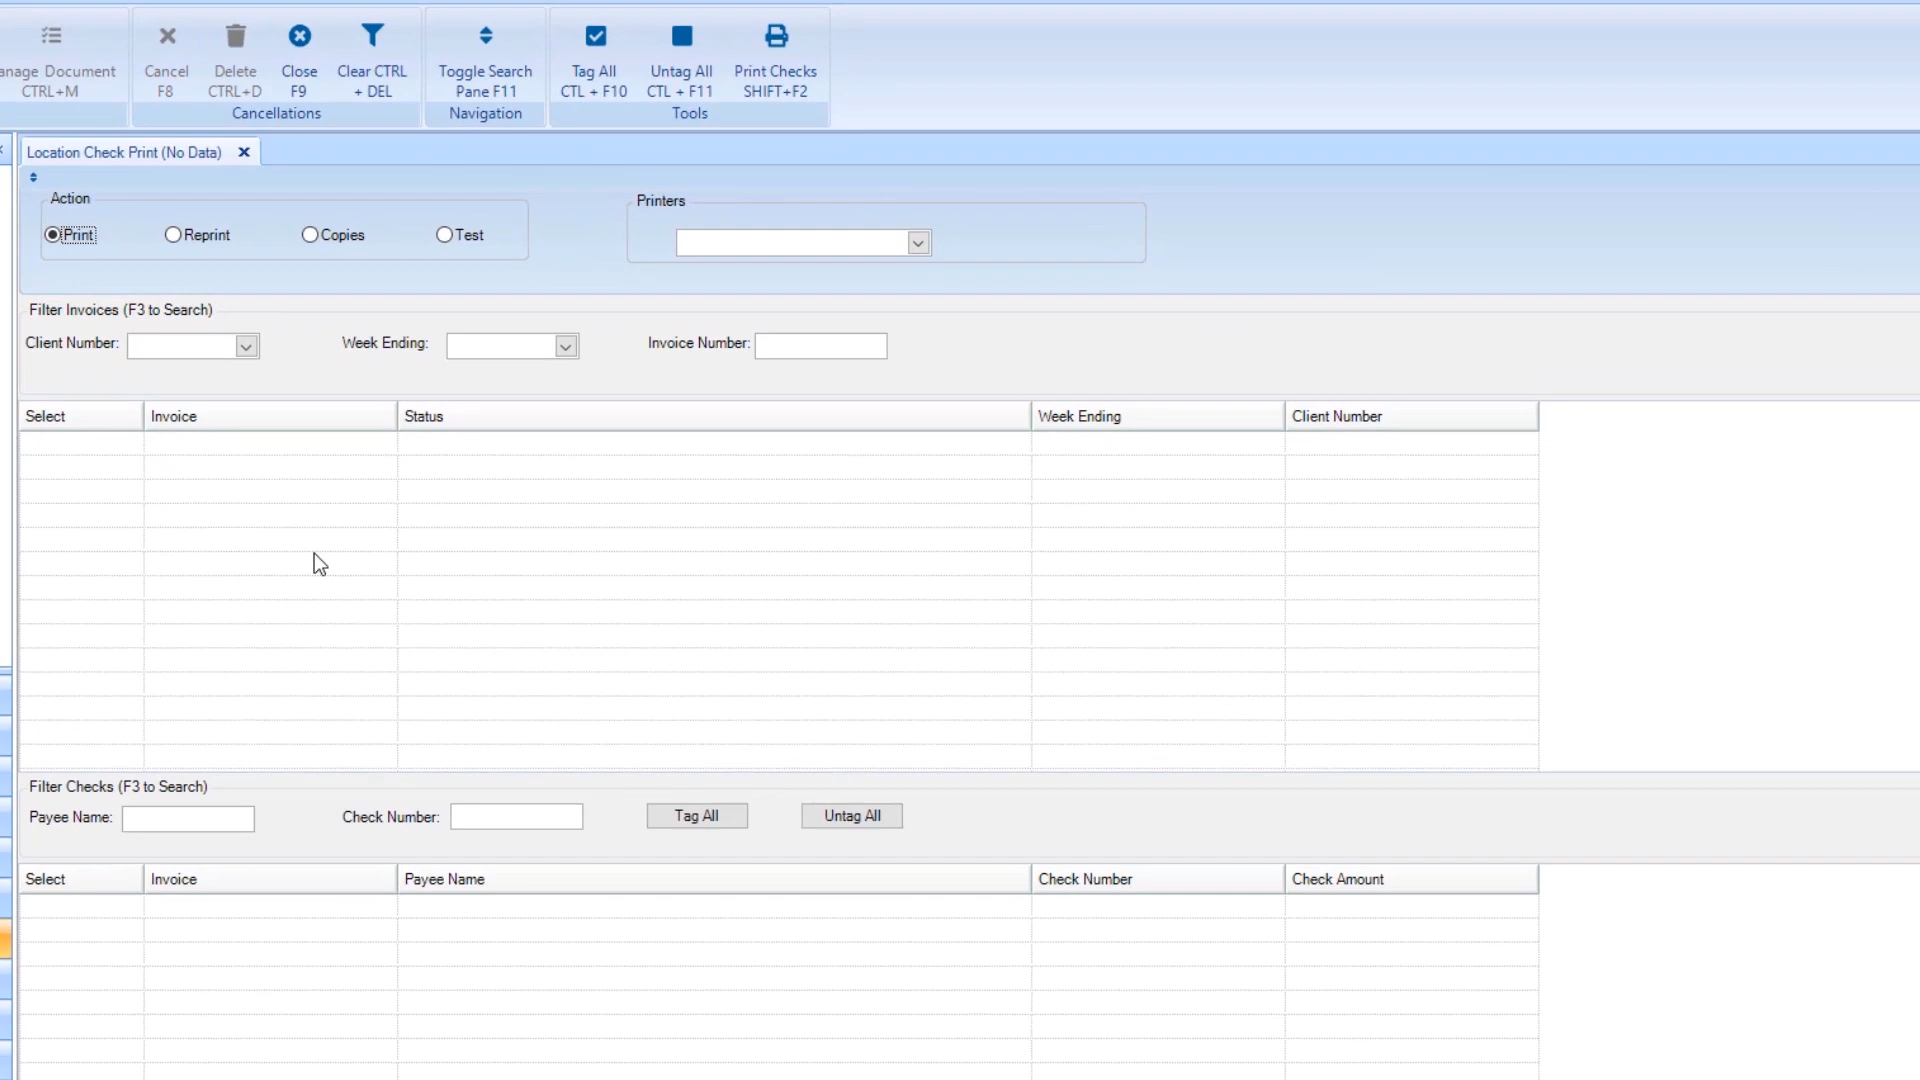 anage Document
CTRL+M
Cancel
F8
Delete
CTRL+D
Close
F9
Clear CTRL
+ DEL
Cancellations
Toggle Search
Pane F11
Navigation
Tag All
CTL + F10
Untag All
CTL + F11
Print Checks
SHIFT+F2
Tools
Location Check Print (No Data)
Action
Print
Reprint
Copies
Test
Printers
Filter Invoices (F3 to Search)
Client Number:
Week Ending:
Invoice Number:
Select Invoice Status Week Ending Client Number
Filter Checks (F3 to Search)
Payee Name:
Check Number:
Tag All
Untag All
Select Invoice Payee Name Check Number Check Amount